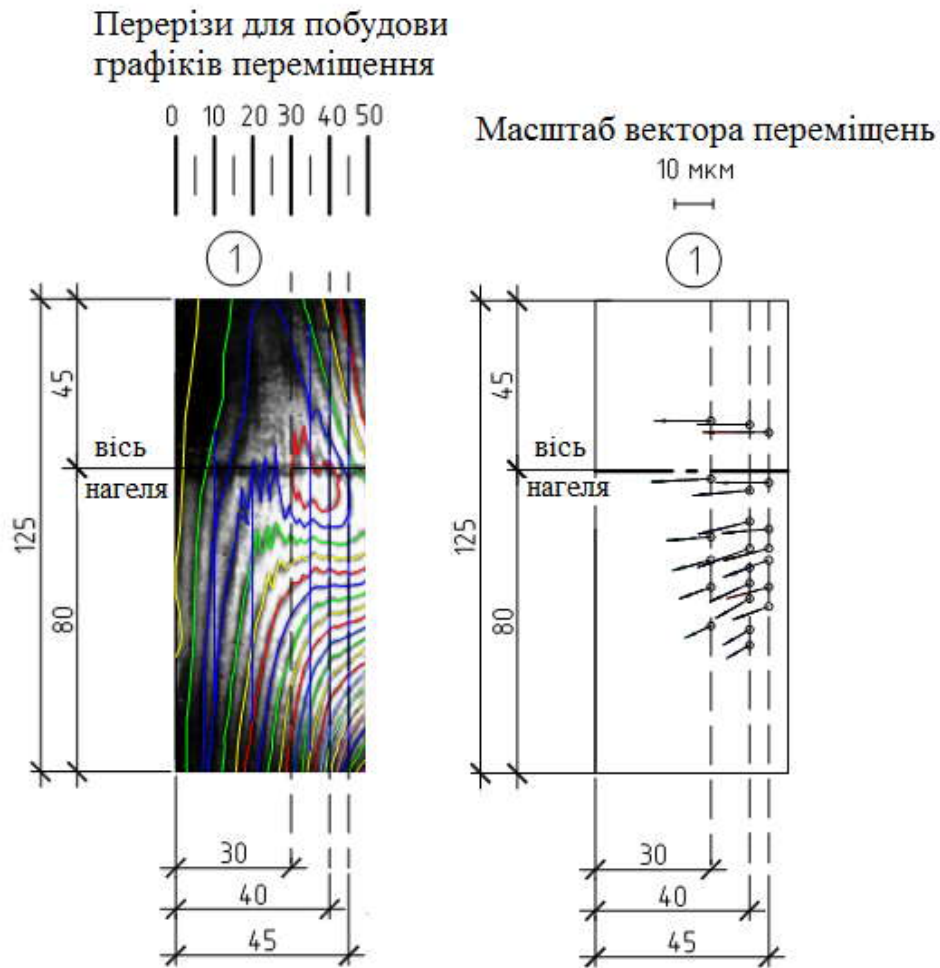 Перерізи для побудови
графіків переміщення
0 10 20 30 40 50
Масштаб вектора переміщень
10 мкм
1
1
45
вісь
нагеля
125
80
30
40
45
45
вісь
нагеля
125
80
30
40
45